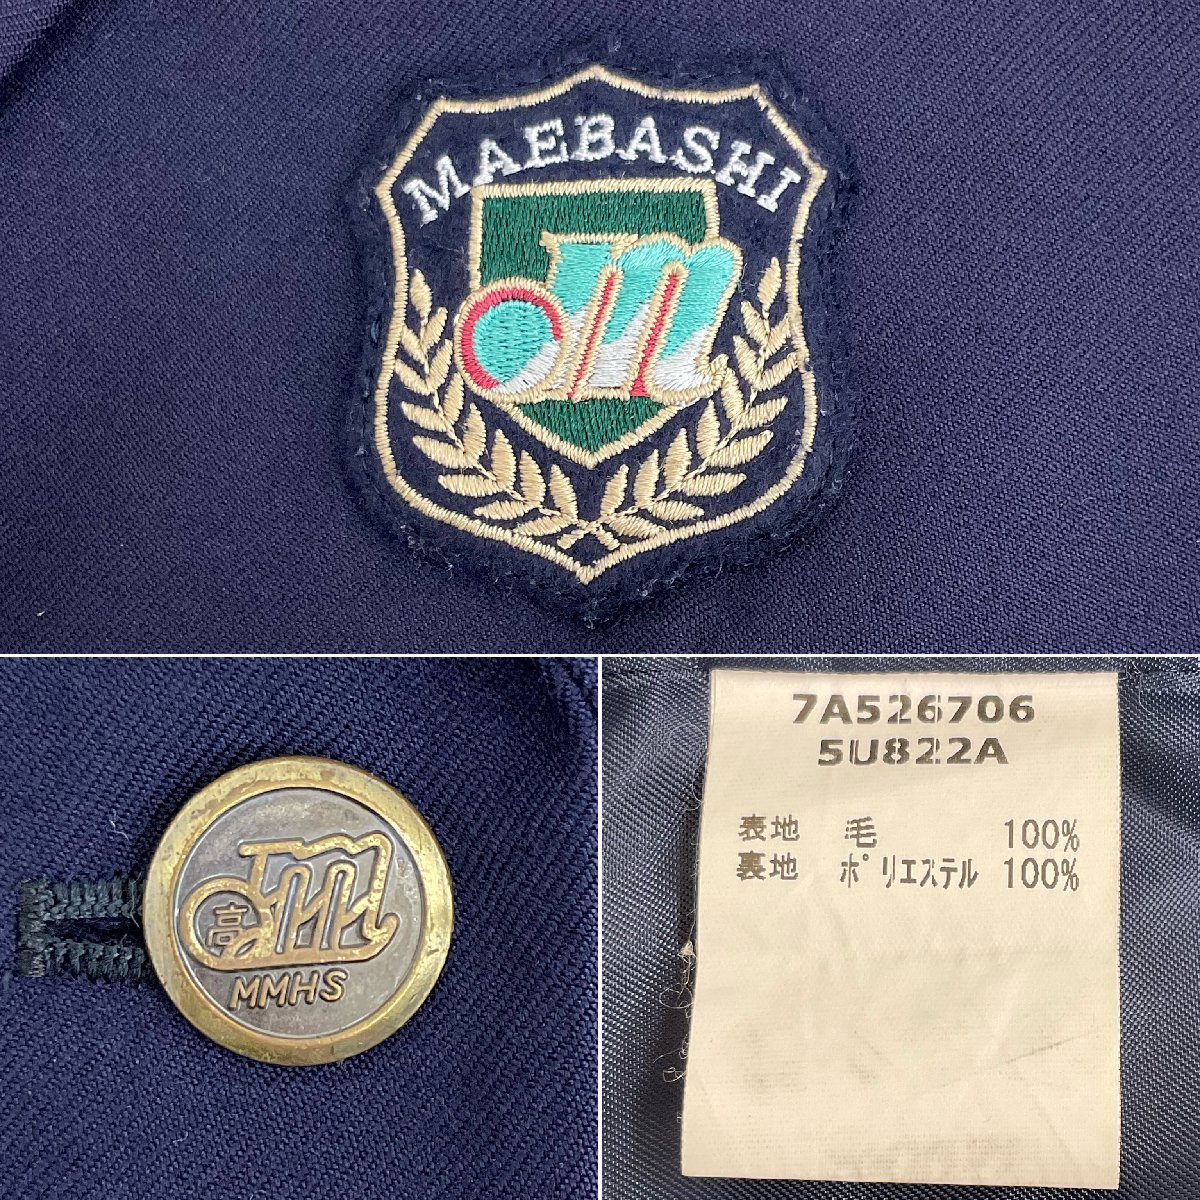 MAEBASHI
m
高 m
MMHS
7A526706
5U822A
表地 毛 100%
裏地 ポリエステル 100%